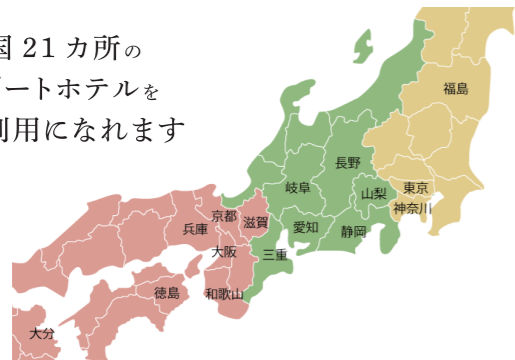 国 21 カ所の
ートホテルを
利用になれます
福島
長野
東京
岐阜
山梨
神奈川
京都
滋賀
兵庫
愛知
静岡
大阪
三重
徳島
和歌山
大分